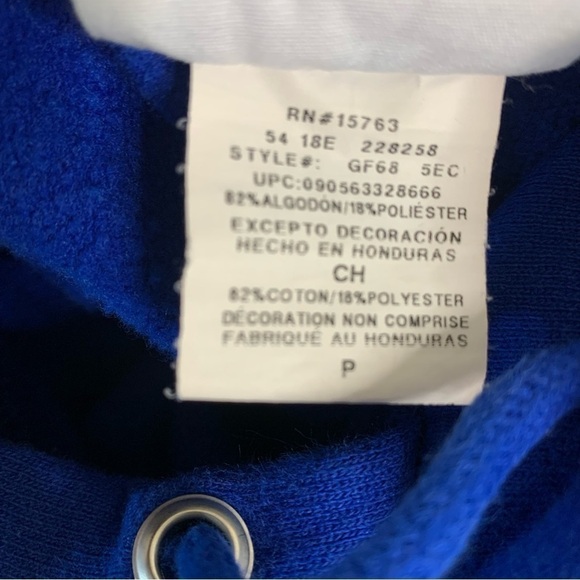 RN#15763
54 18E 228258
STYLE#: GF68 5EC
UPC:090563328666
82%ALGODÓN/18%POLIÉSTER
EXCEPTO DECORACIÓN
HECHO EN HONDURAS
CH
82%COTON/18%POLYESTER
DÉCORATION NON COMPRISE
FABRIQUÉ AU HONDURAS
P